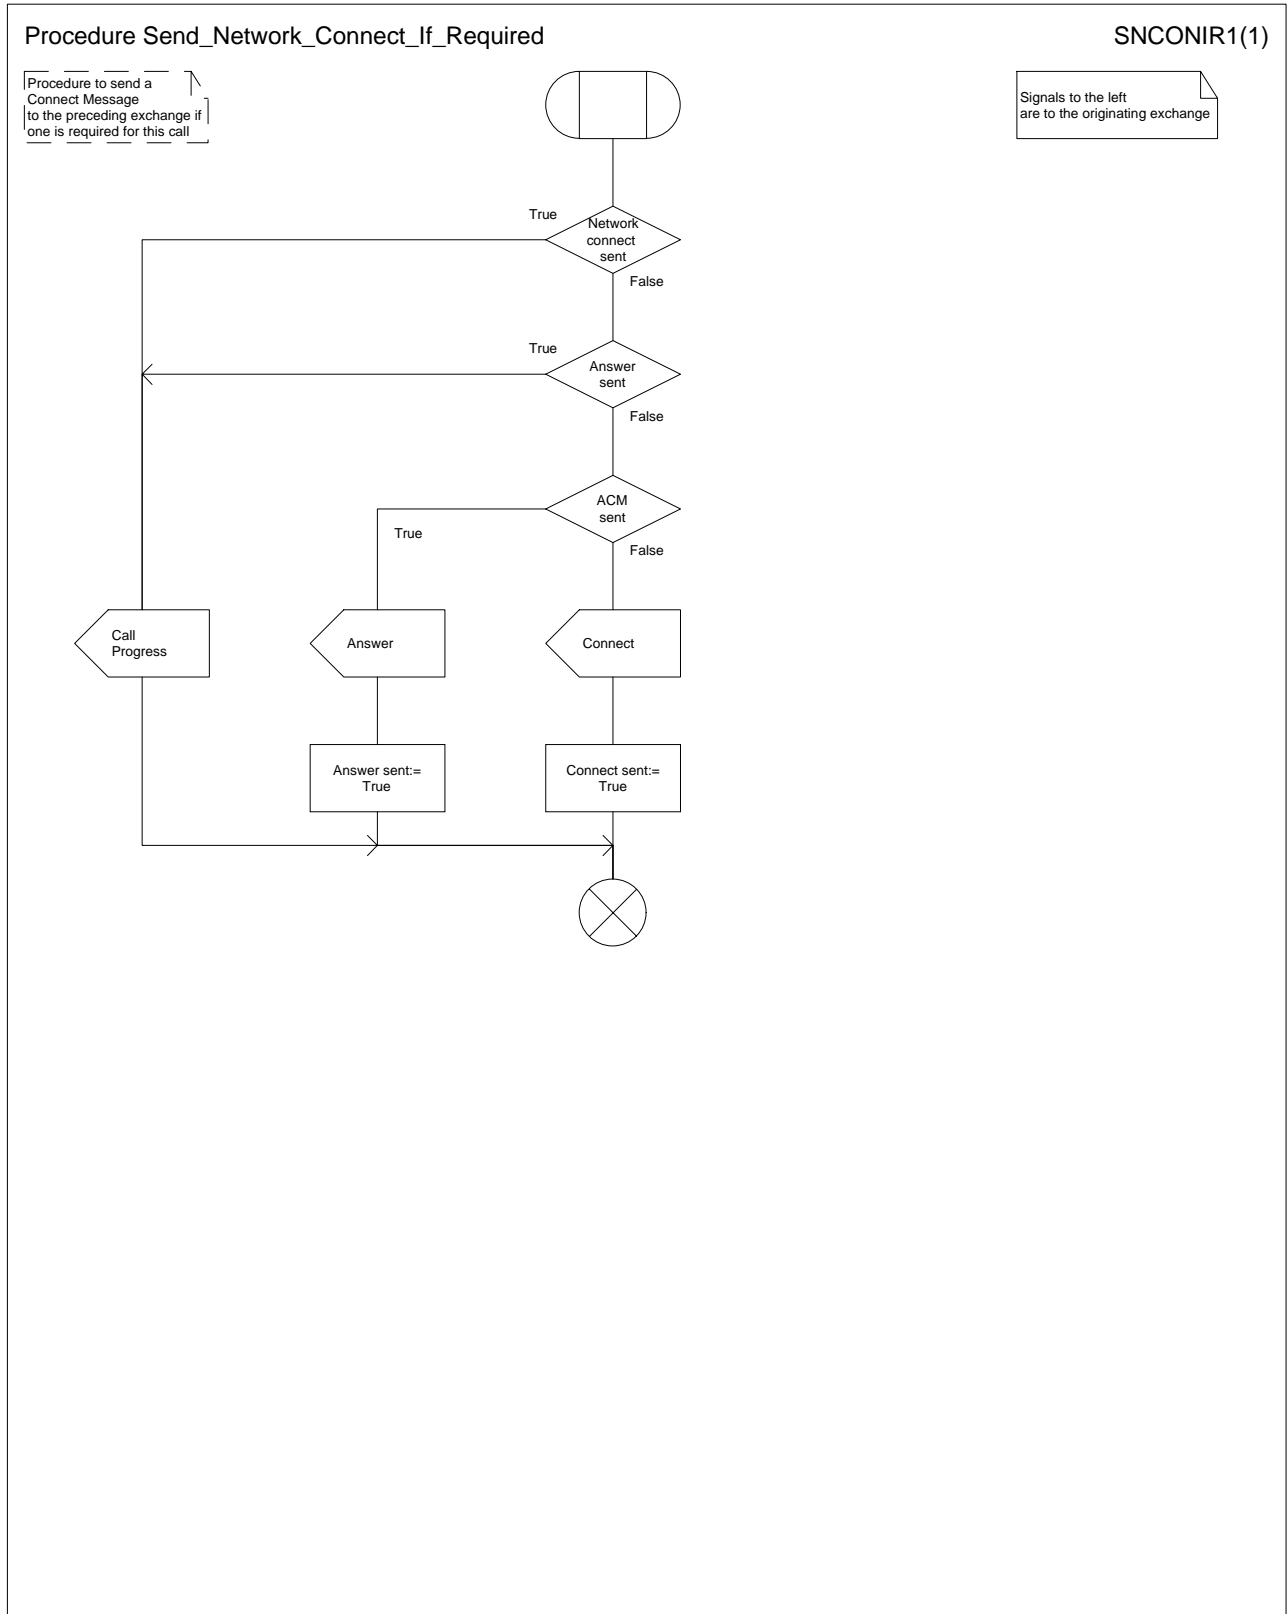 Procedure Send_Network_Connect_If_Required
SNCONIR1(1)
Procedure to send a
Connect Message
to the preceding exchange if
one is required for this call
Signals to the left
are to the originating exchange
True
Network
connect
sent
False
True
Answer
sent
False
ACM
sent
True
False
Call
Progress
Answer
Connect
Answer sent:=
True
Connect sent:=
True